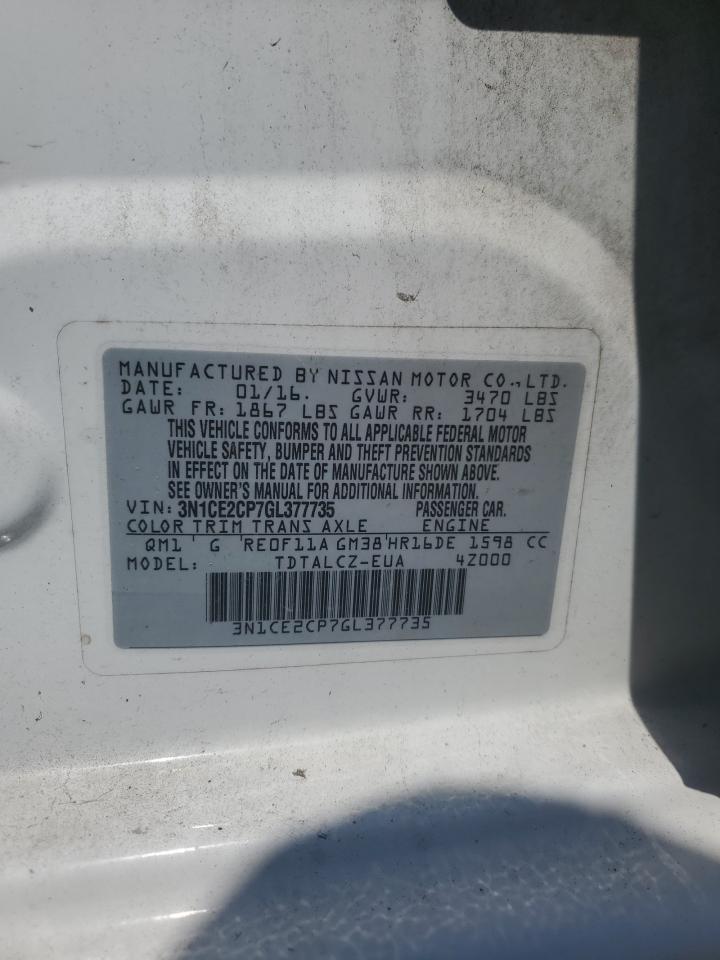 MANUFACTURED BY NISSAN MOTOR CO.,LTD.
DATE: 01/16. GVWR: 3470 LBS
GAWR FR: 1867 LBS GAWR RR: 1704 LBS
THIS VEHICLE CONFORMS TO ALL APPLICABLE FEDERAL MOTOR
VEHICLE SAFETY, BUMPER AND THEFT PREVENTION STANDARDS
IN EFFECT ON THE DATE OF MANUFACTURE SHOWN ABOVE.
SEE OWNER'S MANUAL FOR ADDITIONAL INFORMATION.
VIN: 3N1CE2CP7GL377735 PASSENGER CAR.
COLOR TRIM TRANS AXLE ENGINE
QM1 G RE0F11A GM38 HR16DE 1598 CC
MODEL: TDTALCZ-EUA 4Z000
3N1CE2CP7GL377735